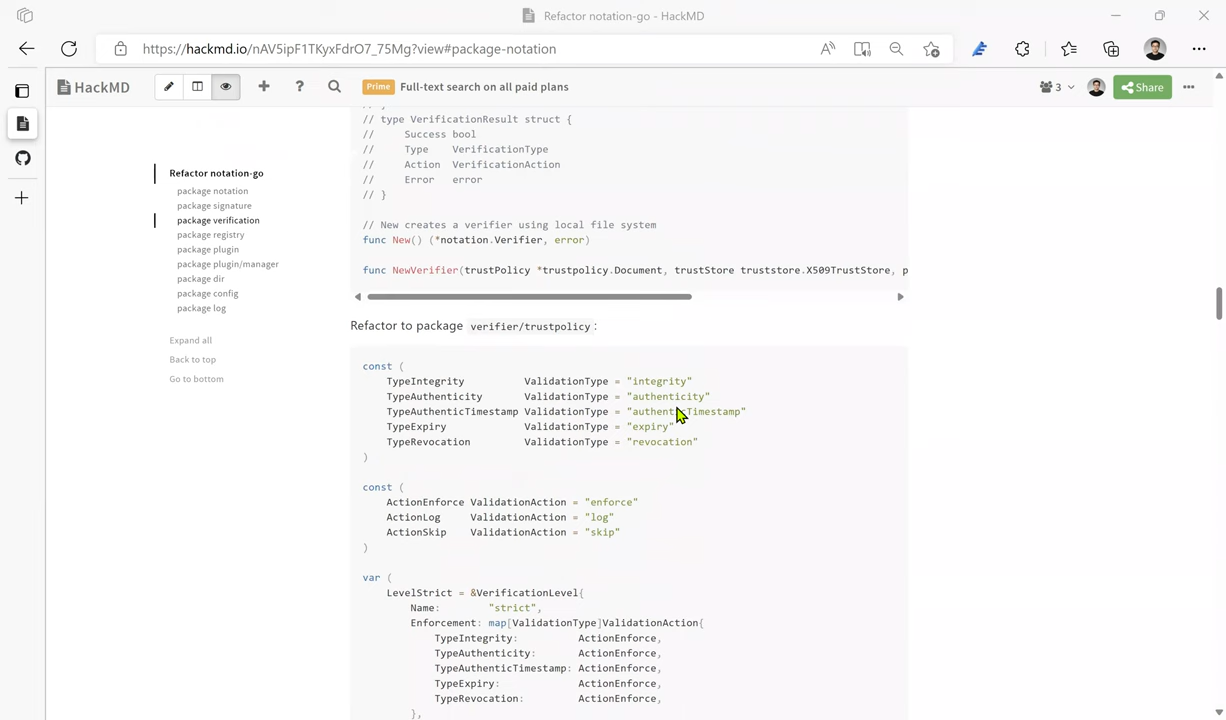 Refactor notation-go - HackMD
https://hackmd.io/nAV5ipF1TKyxFdrO7_75Mg?view#package-notation
HackMD
Prime Full-text search on all paid plans
3
Share
Refactor notation-go
package notation
package signature
package verification
package registry
package plugin
package plugin/manager
package dir
package config
package log
Expand all
Back to top
Go to bottom
// type VerificationResult struct {
//     Success bool
//     Type    VerificationType
//     Action  VerificationAction
//     Error   error
// }
// New creates a verifier using local file system
func New() (*notation.Verifier, error)
func NewVerifier(trustPolicy *trustpolicy.Document, trustStore truststore.X509TrustStore, p
Refactor to package verifier/trustpolicy:
const (
    TypeIntegrity          ValidationType = "integrity"
    TypeAuthenticity       ValidationType = "authenticity"
    TypeAuthenticTimestamp ValidationType = "authenticTimestamp"
    TypeExpiry             ValidationType = "expiry"
    TypeRevocation         ValidationType = "revocation"
)
const (
    ActionEnforce ValidationAction = "enforce"
    ActionLog     ValidationAction = "log"
    ActionSkip    ValidationAction = "skip"
)
var (
    LevelStrict = &VerificationLevel{
        Name:        "strict",
        Enforcement: map[ValidationType]ValidationAction{
            TypeIntegrity:          ActionEnforce,
            TypeAuthenticity:       ActionEnforce,
            TypeAuthenticTimestamp: ActionEnforce,
            TypeExpiry:             ActionEnforce,
            TypeRevocation:         ActionEnforce,
        },